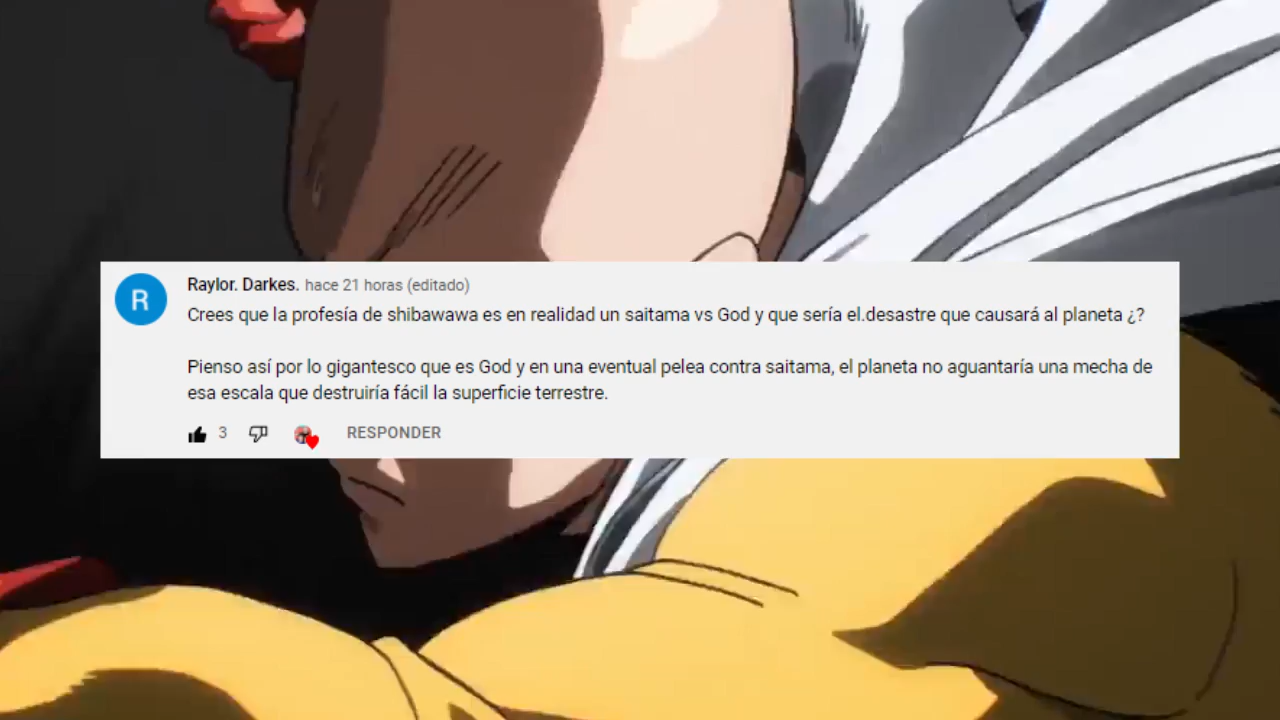 R
Raylor. Darkes. hace 21 horas (editado)
Crees que la profesía de shibawawa es en realidad un saitama vs God y que sería el.desastre que causará al planeta ¿?
Pienso así por lo gigantesco que es God y en una eventual pelea contra saitama, el planeta no aguantaría una mecha de
esa escala que destruiría fácil la superficie terrestre.
3 RESPONDER